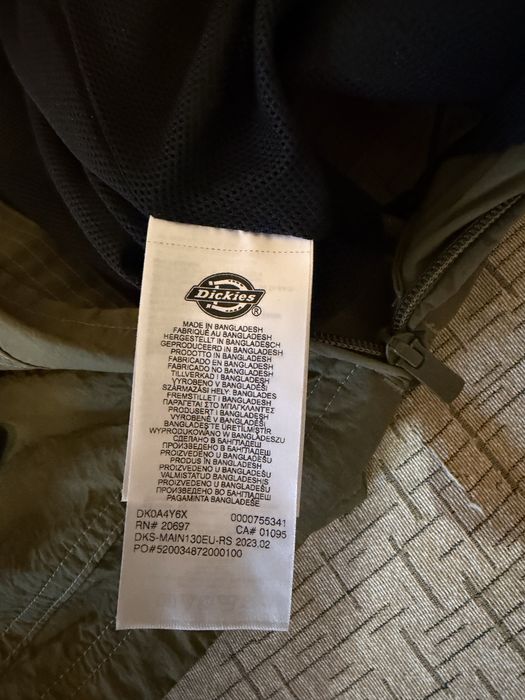 Dickies ®
MADE IN BANGLADESH
FABRIQUÉ AU BANGLADESH
HERGESTELLT IN BANGLADESCH
GEPRODUCEERD IN BANGLADESH
PRODOTTO IN BANGLADESH
FABRICADO EN BANGLADESH
FABRICADO NO BANGLADESH
TILLVERKAD I BANGLADESH
VYROBENO V BANGLADÉŠI
SZÁRMAZÁSI HELY: BANGLADES
FREMSTILLET I BANGLADESH
ΠΑΡΑΓΕΤΑΙ ΣΤΟ ΜΠΑΓΚΛΑΝΤΕΣ
PRODUSERT I BANGLADESH
VYROBENÉ V BANGLADÉŠI
BANGLADEŞ'TE ÜRETİLMİŞTİR
WYPRODUKOWANO W BANGLADESZU
СДЕЛАНО В БАНГЛАДЕШ
ПРОИЗВЕДЕНО В БАНГЛАДЕШ
PROIZVEDENO U BANGLADEŠU
PRODUS ÎN BANGLADESH
PROIZVEDENO U BANGLADEŠU
VALMISTATUD BANGLADESHIS
PROIZVEDENO U BANGLADEŠU
ПРОИЗВЕДЕНО U БАНГЛАДЕШ
PAGAMINTA BANGLADEŠE
DK0A4Y6X 0000755341
RN# 20697 CA# 01095
DKS-MAIN130EU-RS 2023.02
PO#520034872000100